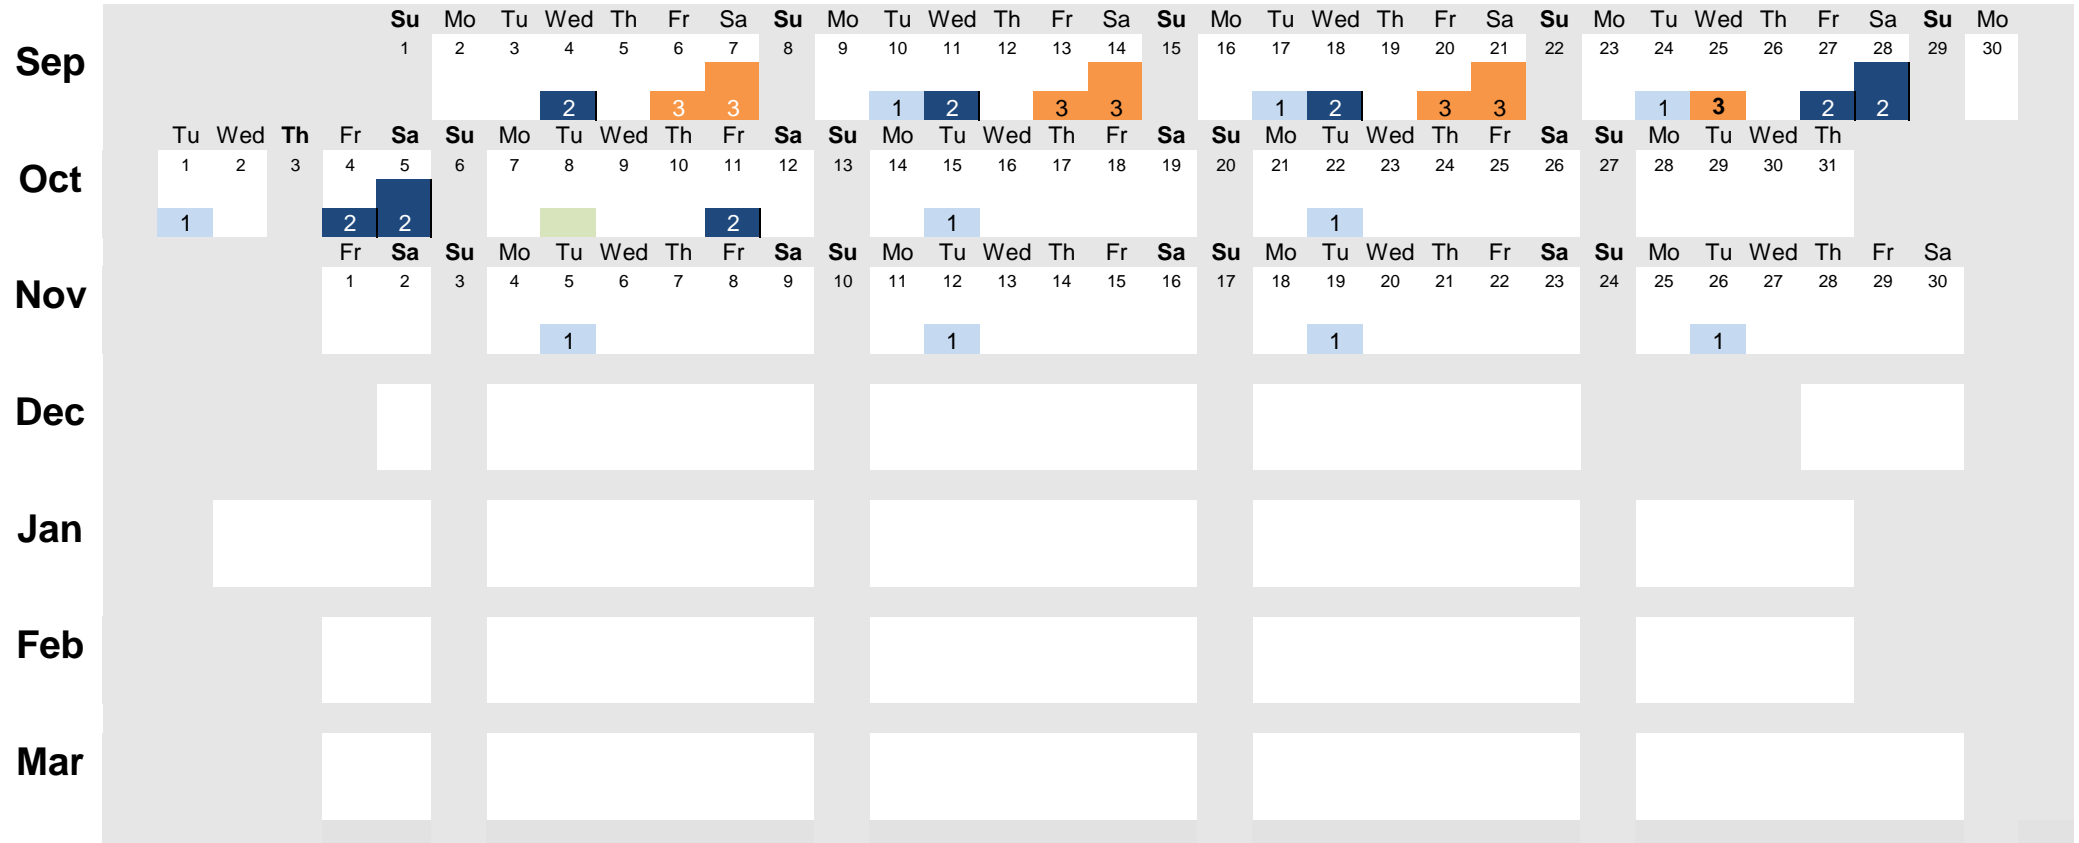 Su Mo Tu Wed Th Fr Sa Su Mo Tu Wed Th Fr Sa Su Mo Tu Wed Th Fr Sa Su Mo Tu Wed Th Fr Sa Su Mo
Sep
1 2 3 4 5 6 7 8 9 10 11 12 13 14 15 16 17 18 19 20 21 22 23 24 25 26 27 28 29 30
2 3 3 1 2 3 3 1 2 3 3 1 3 2 2
Tu Wed Th Fr Sa Su Mo Tu Wed Th Fr Sa Su Mo Tu Wed Th Fr Sa Su Mo Tu Wed Th Fr Sa Su Mo Tu Wed Th
Oct
1 2 3 4 5 6 7 8 9 10 11 12 13 14 15 16 17 18 19 20 21 22 23 24 25 26 27 28 29 30 31
1 2 2 2 1 1
Fr Sa Su Mo Tu Wed Th Fr Sa Su Mo Tu Wed Th Fr Sa Su Mo Tu Wed Th Fr Sa Su Mo Tu Wed Th Fr Sa
Nov
1 2 3 4 5 6 7 8 9 10 11 12 13 14 15 16 17 18 19 20 21 22 23 24 25 26 27 28 29 30
1 1 1 1
Dec
Jan
Feb
Mar